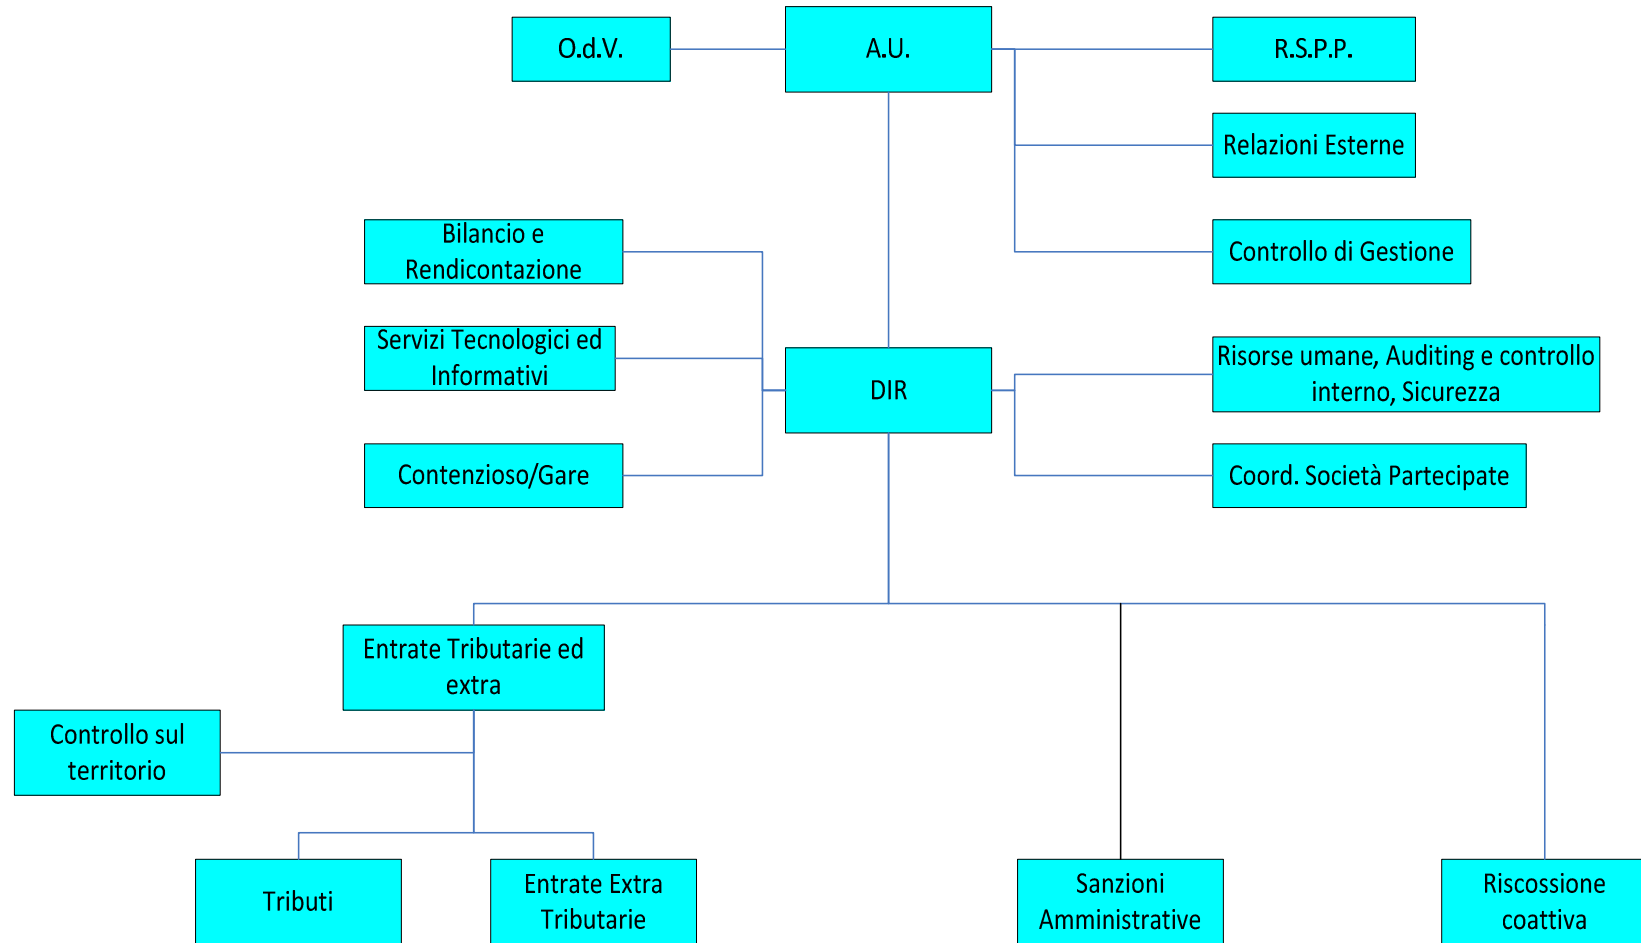 O.d.V.
A.U.
R.S.P.P.
Relazioni Esterne
Bilancio e
Rendicontazione
Controllo di Gestione
Servizi Tecnologici ed
Informativi
DIR
Risorse umane, Auditing e controllo
interno, Sicurezza
Contenzioso/Gare
Coord. Società Partecipate
Entrate Tributarie ed
extra
Controllo sul
territorio
Tributi
Entrate Extra
Tributarie
Sanzioni
Amministrative
Riscossione
coattiva